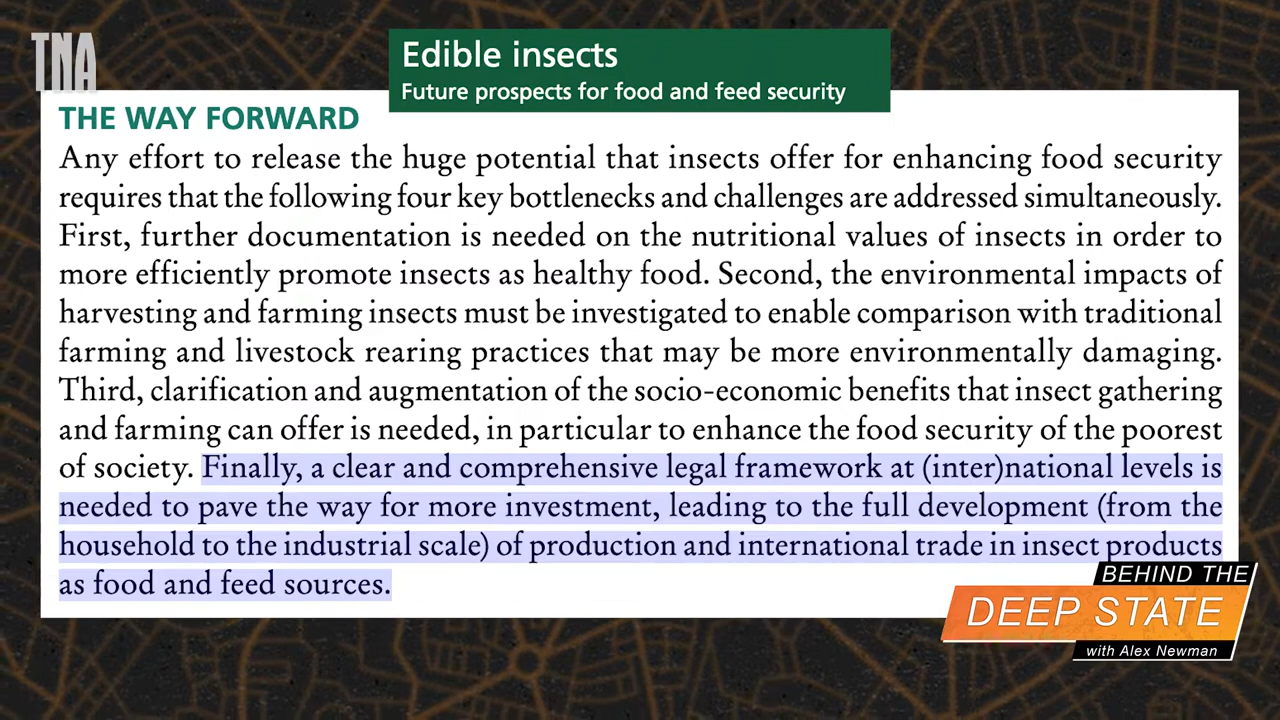 TNA
Edible insects
Future prospects for food and feed security
THE WAY FORWARD
Any effort to release the huge potential that insects offer for enhancing food security
requires that the following four key bottlenecks and challenges are addressed simultaneously.
First, further documentation is needed on the nutritional values of insects in order to
more efficiently promote insects as healthy food. Second, the environmental impacts of
harvesting and farming insects must be investigated to enable comparison with traditional
farming and livestock rearing practices that may be more environmentally damaging.
Third, clarification and augmentation of the socio-economic benefits that insect gathering
and farming can offer is needed, in particular to enhance the food security of the poorest
of society. Finally, a clear and comprehensive legal framework at (inter)national levels is
needed to pave the way for more investment, leading to the full development (from the
household to the industrial scale) of production and international trade in insect products
as food and feed sources.
BEHIND THE
DEEP STATE
with Alex Newman